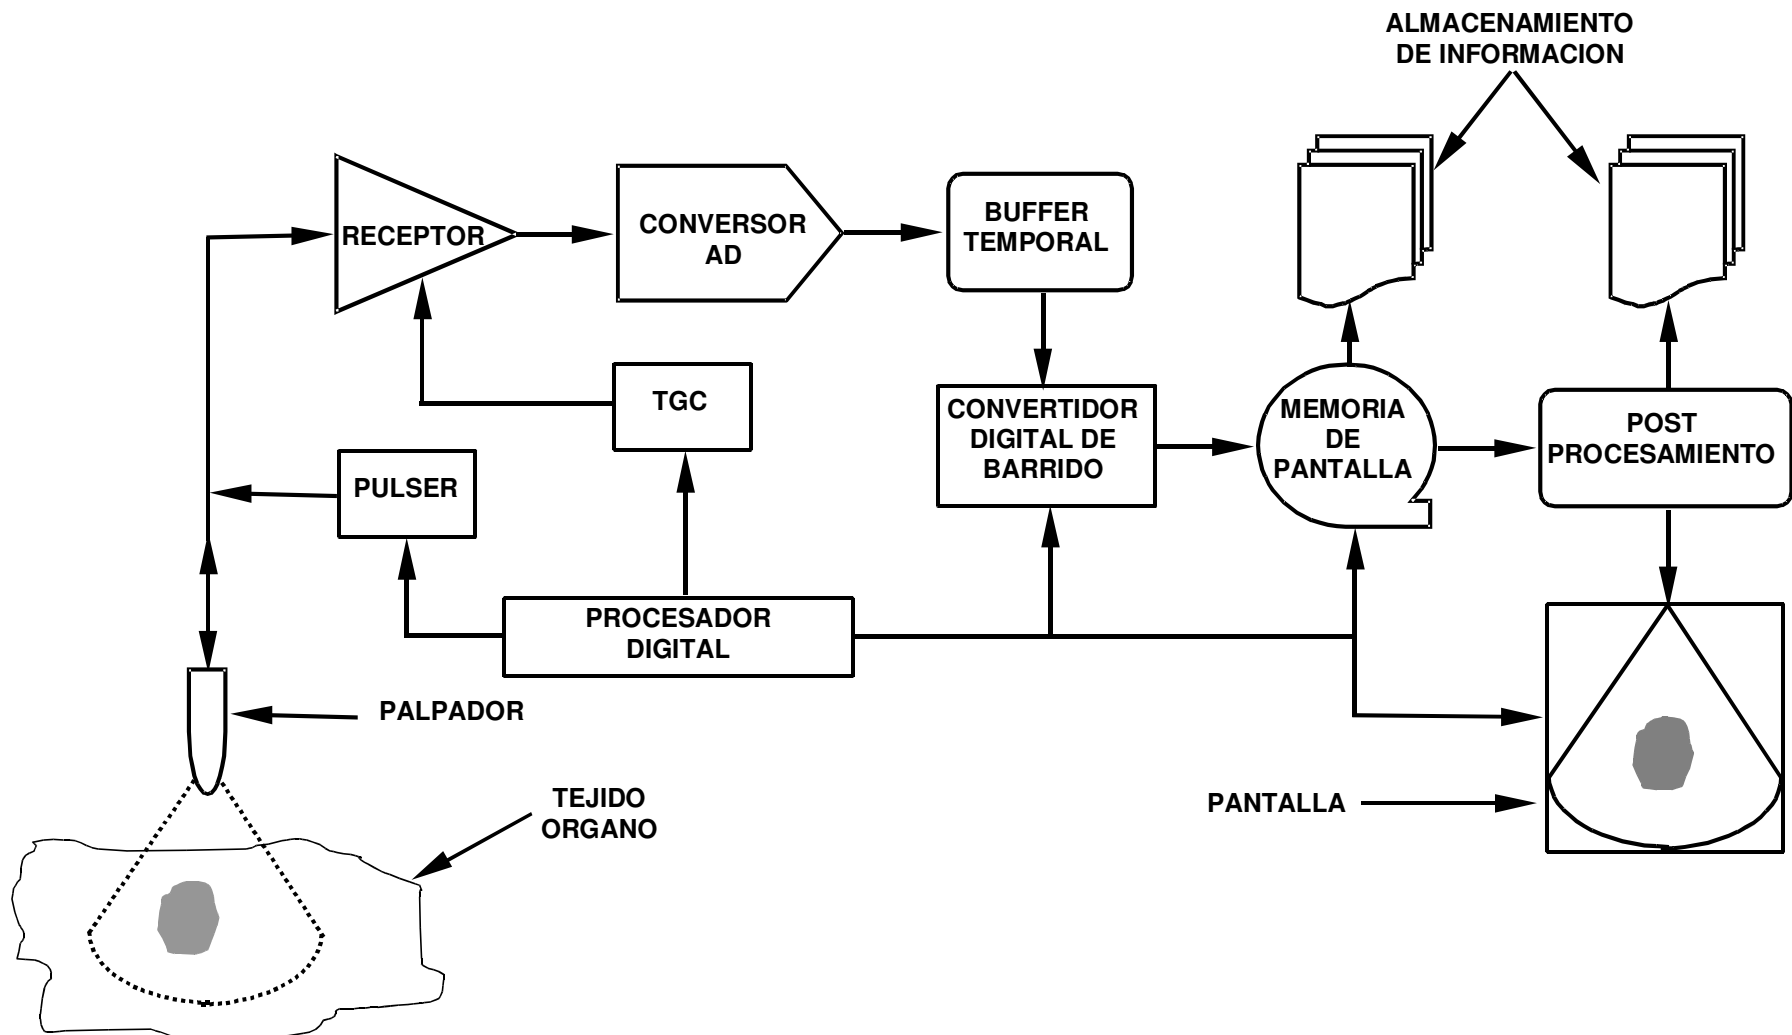 ALMACENAMIENTO
DE INFORMACION
RECEPTOR
CONVERSOR
AD
BUFFER
TEMPORAL
TGC
CONVERTIDOR
DIGITAL DE
BARRIDO
MEMORIA
DE
PANTALLA
POST
PROCESAMIENTO
PULSER
PROCESADOR
DIGITAL
PALPADOR
TEJIDO
ORGANO
PANTALLA